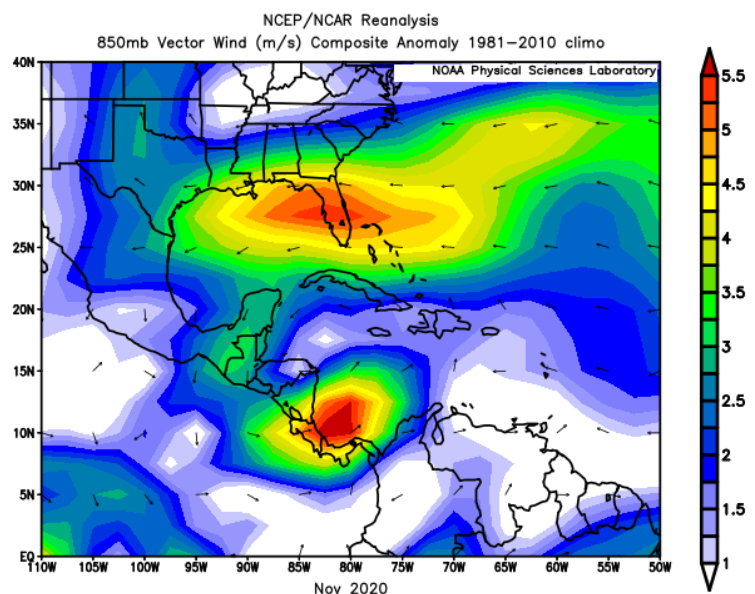 NCEP/NCAR Reanalysis
850mb Vector Wind (m/s) Composite Anomaly 1981−2010 climo
NOAA Physical Sciences Laboratory
40N
35N
30N
25N
20N
15N
10N
5N
EQ
110W 105W 100W 95W 90W 85W 80W 75W 70W 65W 60W 55W 50W
Nov 2020
5.5
5
4.5
4
3.5
3
2.5
2
1.5
1